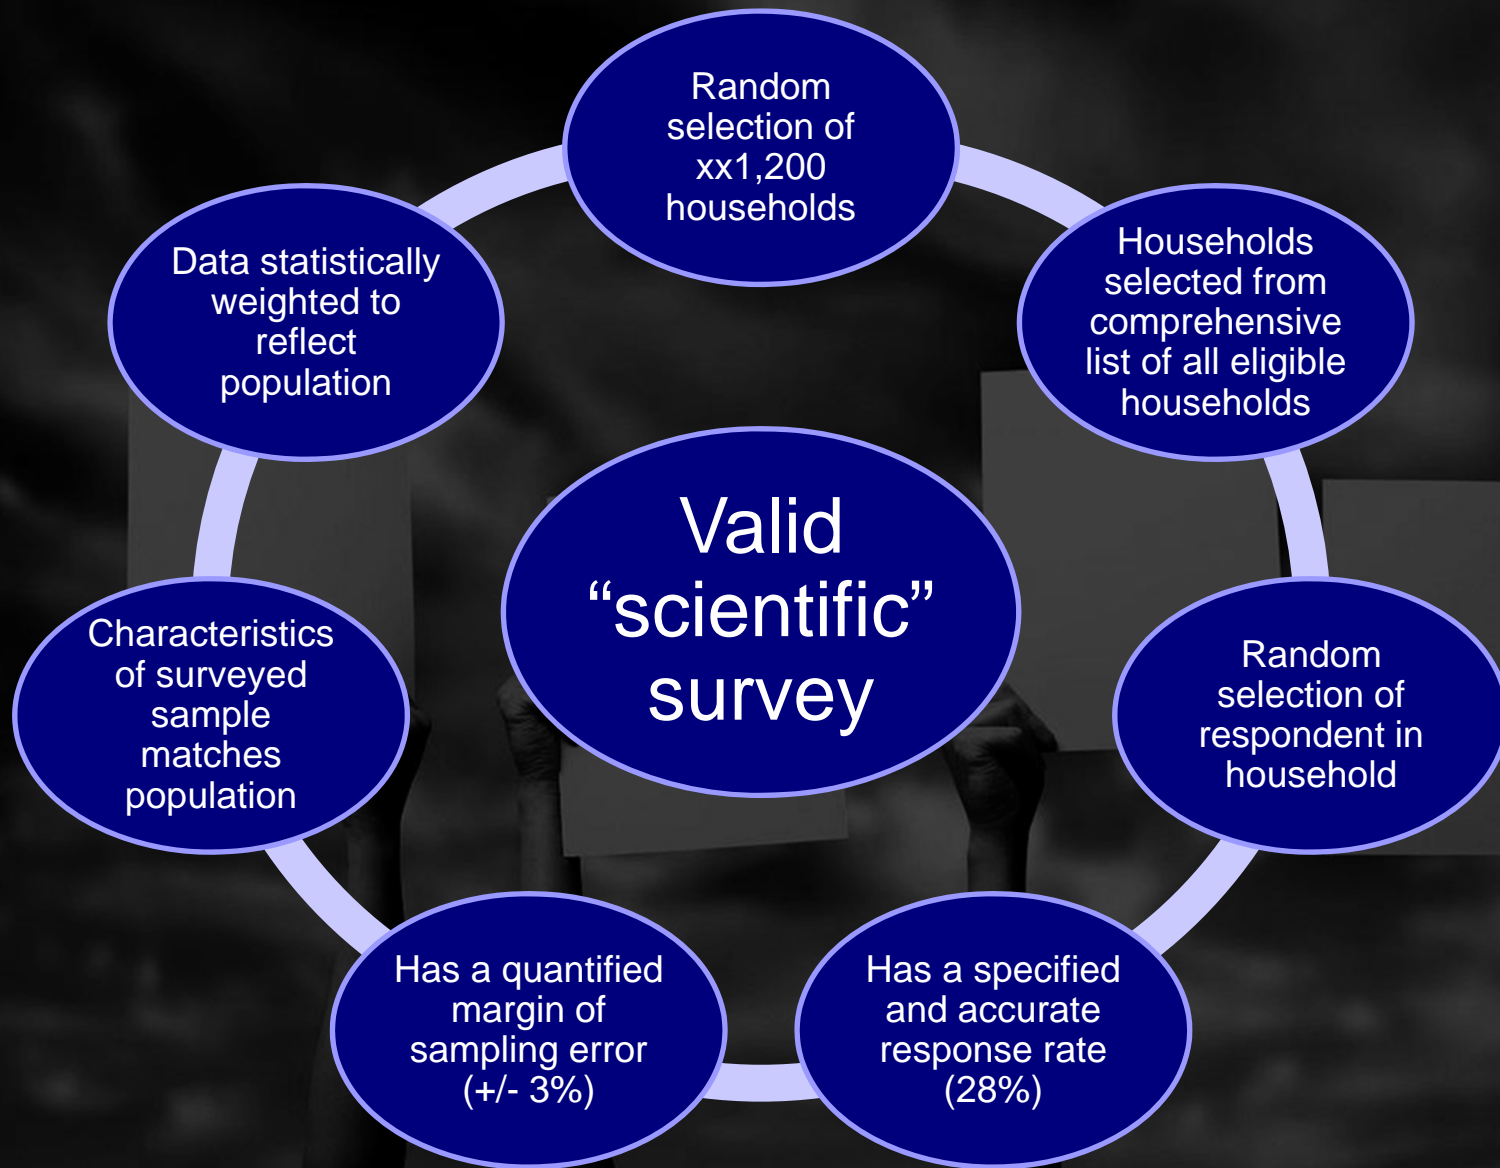 Random
selection of
xx1,200
households
Households
selected from
comprehensive
list of all eligible
households
Random
selection of
respondent in
household
Has a specified
and accurate
response rate
(28%)
Has a quantified
margin of
sampling error
(+/- 3%)
Characteristics
of surveyed
sample
matches
population
Data statistically
weighted to
reflect
population
Valid
“scientific”
survey